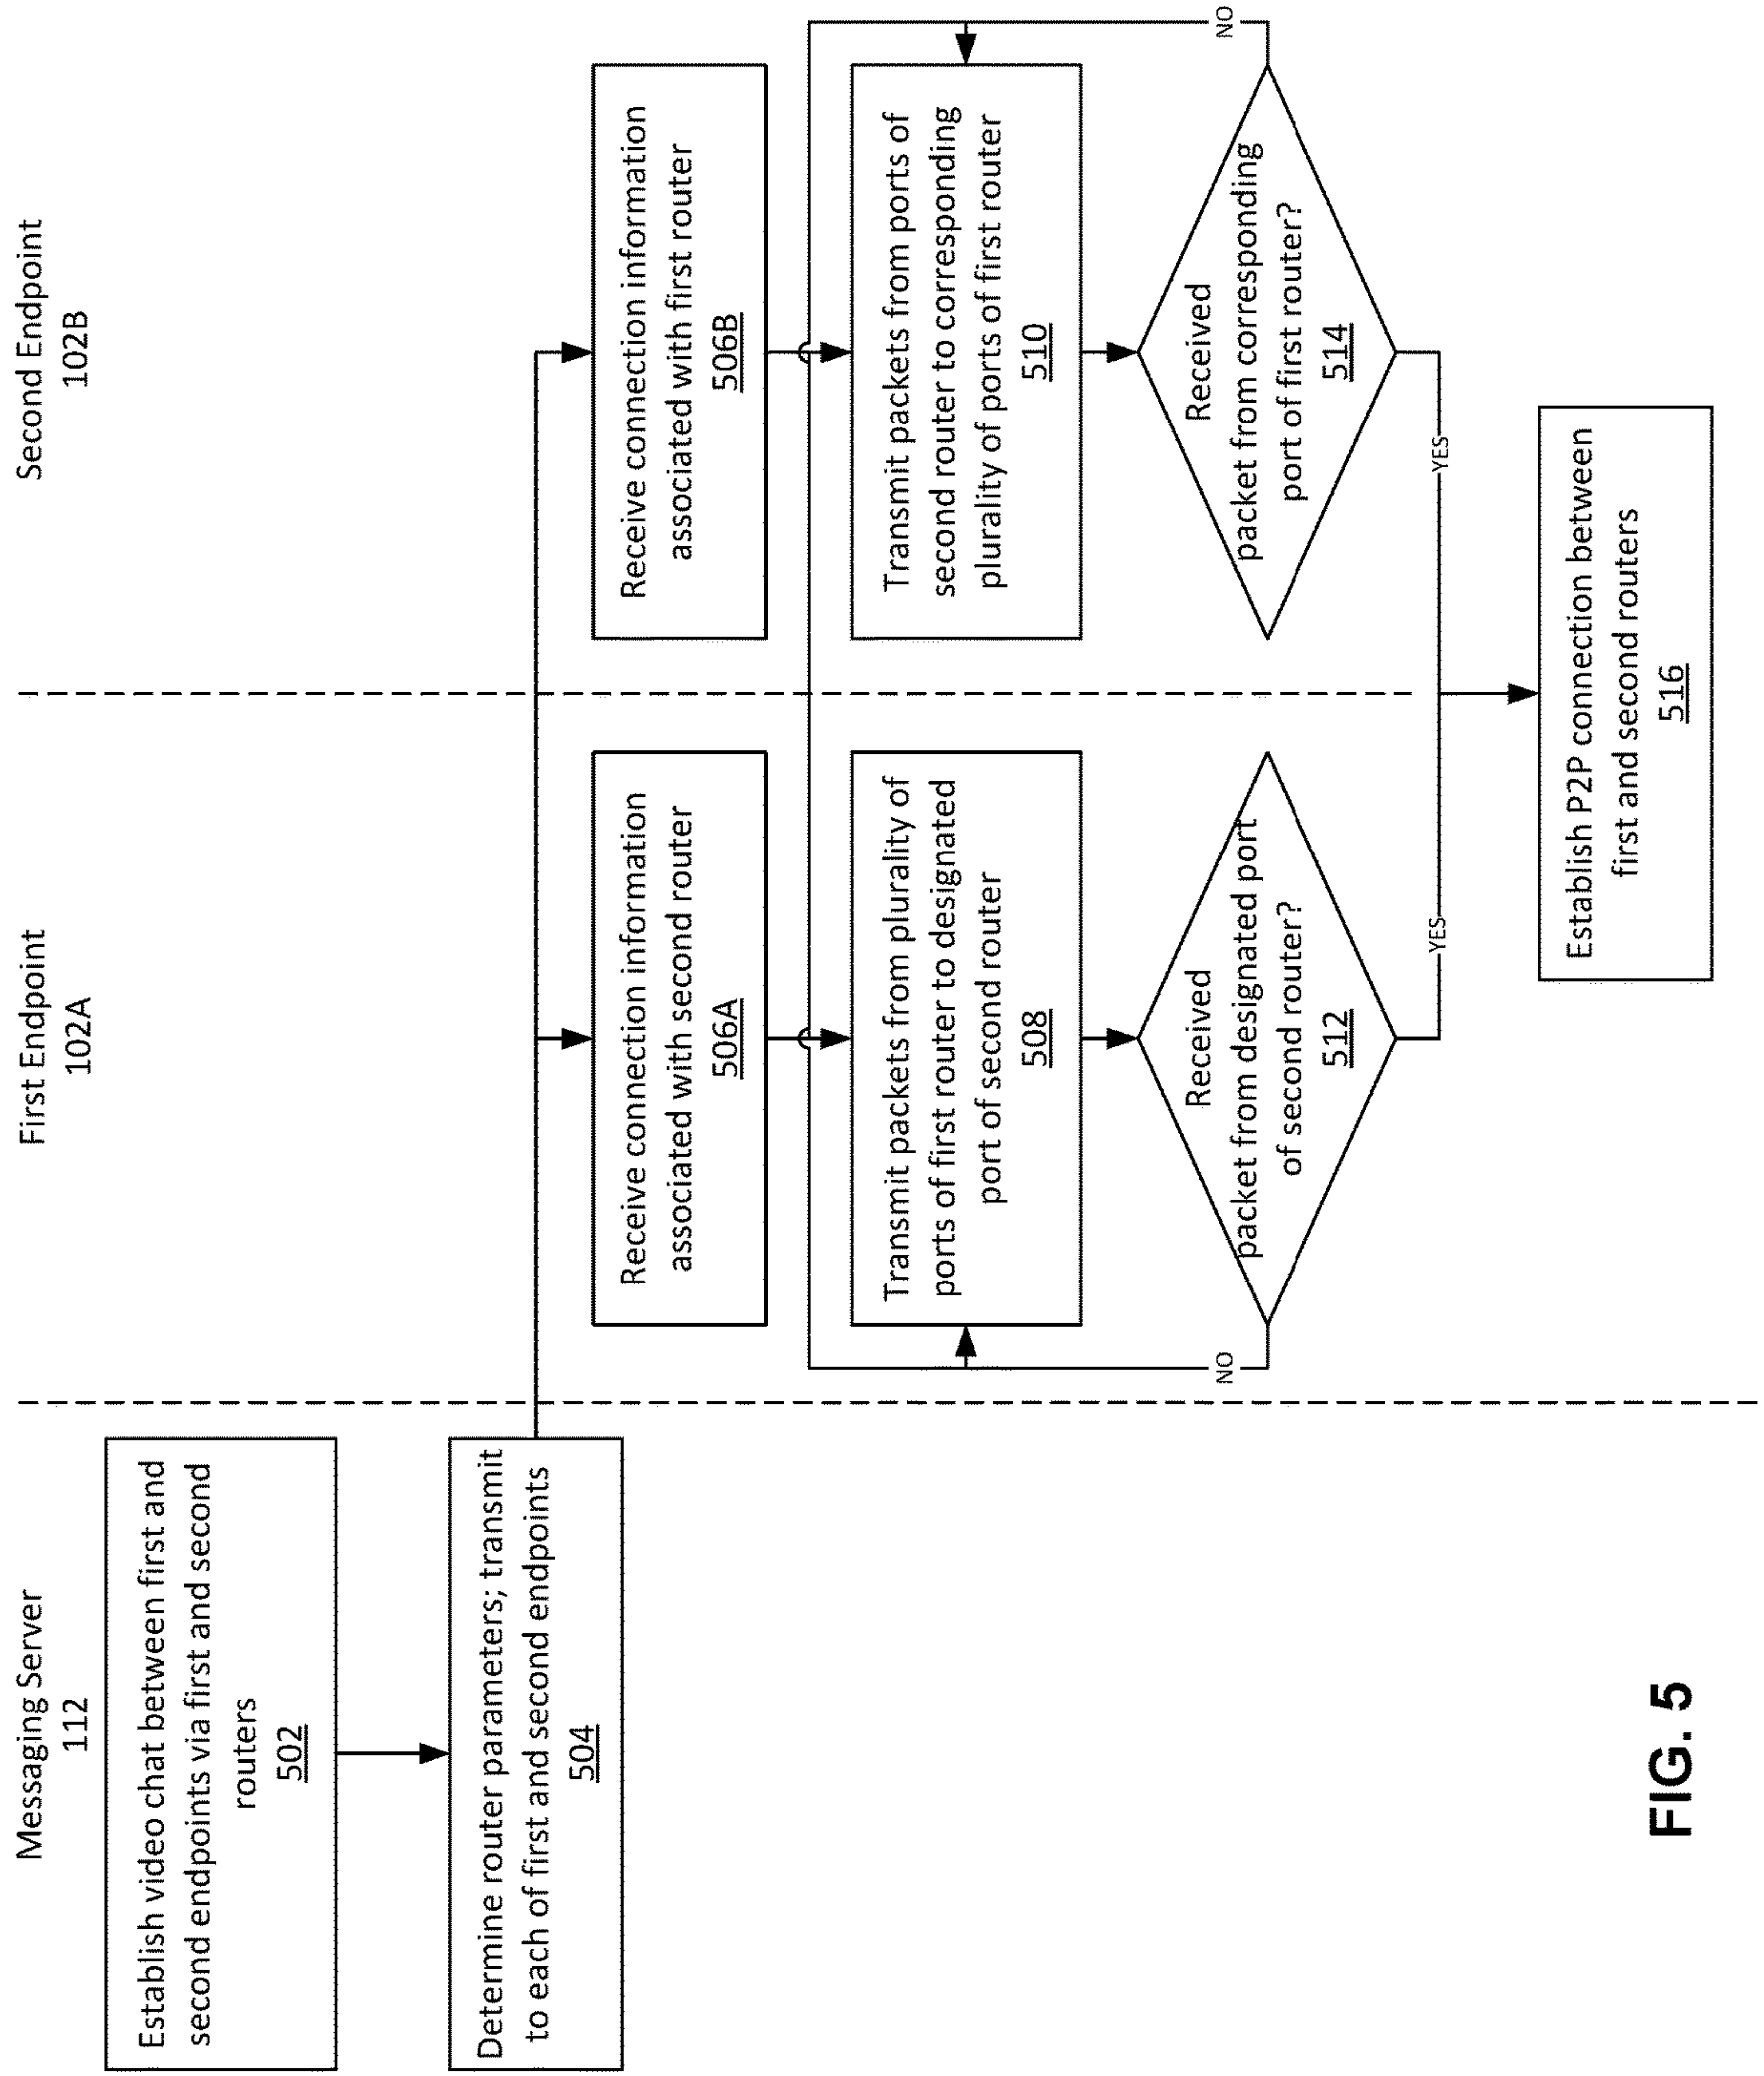 Messaging Server
112
First Endpoint
102A
Second Endpoint
102B
Establish video chat between first and
second endpoints via first and second
routers
502
Determine router parameters; transmit
to each of first and second endpoints
504
Receive connection information
associated with second router
506A
Receive connection information
associated with first router
506B
Transmit packets from plurality of
ports of first router to designated
port of second router
508
Transmit packets from ports of
second router to corresponding
plurality of ports of first router
510
Received
packet from designated port
of second router?
512
Received
packet from corresponding
port of first router?
514
NO
NO
YES
YES
Establish P2P connection between
first and second routers
516
FIG. 5